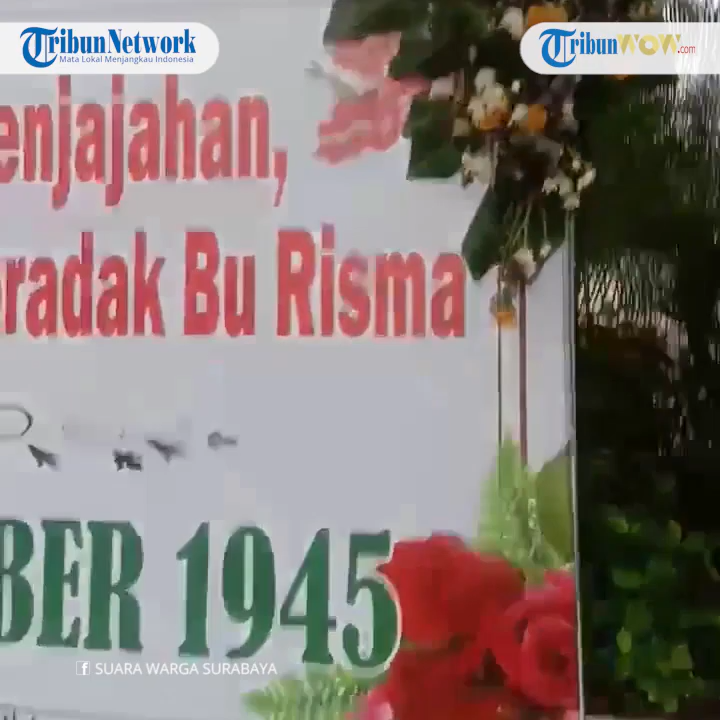 TribunNetwork
Mata Lokal Menjangkau Indonesia
TribunWOW.com
enjajahan,
radak Bu Risma
BER 1945
SUARA WARGA SURABAYA